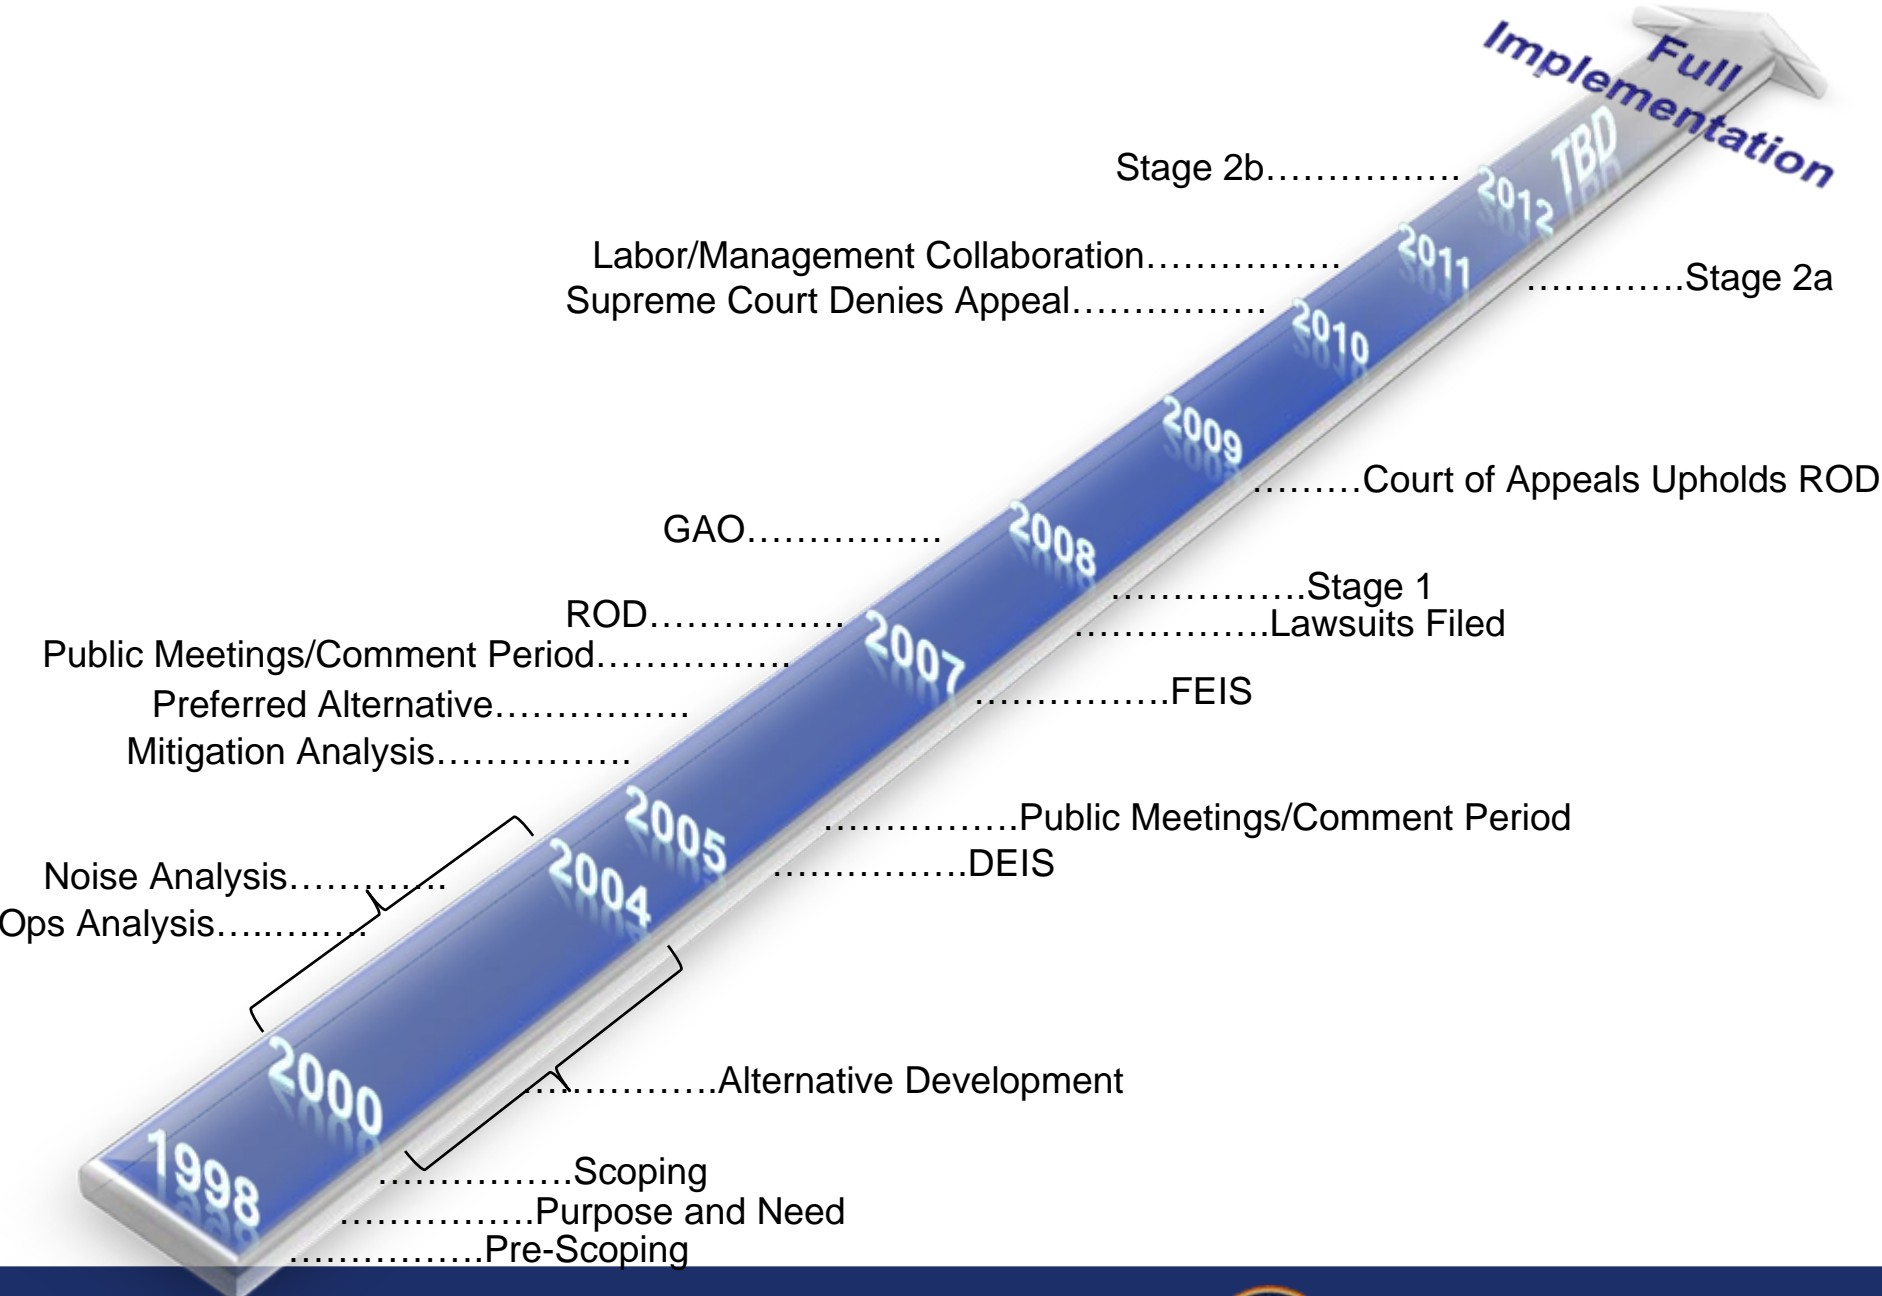 Full
Implementation
TBD
Stage 2b…………….
2012
Labor/Management Collaboration…………….
2011
………….Stage 2a
Supreme Court Denies Appeal…………….
2010
2009
………Court of Appeals Upholds ROD
GAO…………….
2008
…………….Stage 1
ROD…………….
…………….Lawsuits Filed
Public Meetings/Comment Period…………….
2007
Preferred Alternative…………….
…………….FEIS
Mitigation Analysis…………….
2005
…………….Public Meetings/Comment Period
Noise Analysis………….
2004
…………….DEIS
Ops Analysis…..…..…
2000
…………….Alternative Development
1998
…………….Scoping
…………….Purpose and Need
…………….Pre-Scoping